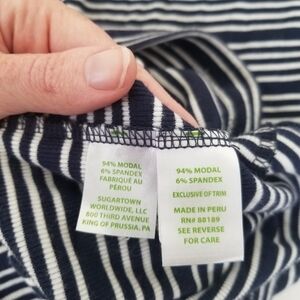 94% MODAL
6% SPANDEX
FABRIQUÉ AU
PÉROU
SUGARTOWN
WORLDWIDE, LLC
800 THIRD AVENUE
KING OF PRUSSIA, PA
94% MODAL
6% SPANDEX
EXCLUSIVE OF TRIM
MADE IN PERU
RN# 88189
SEE REVERSE
FOR CARE